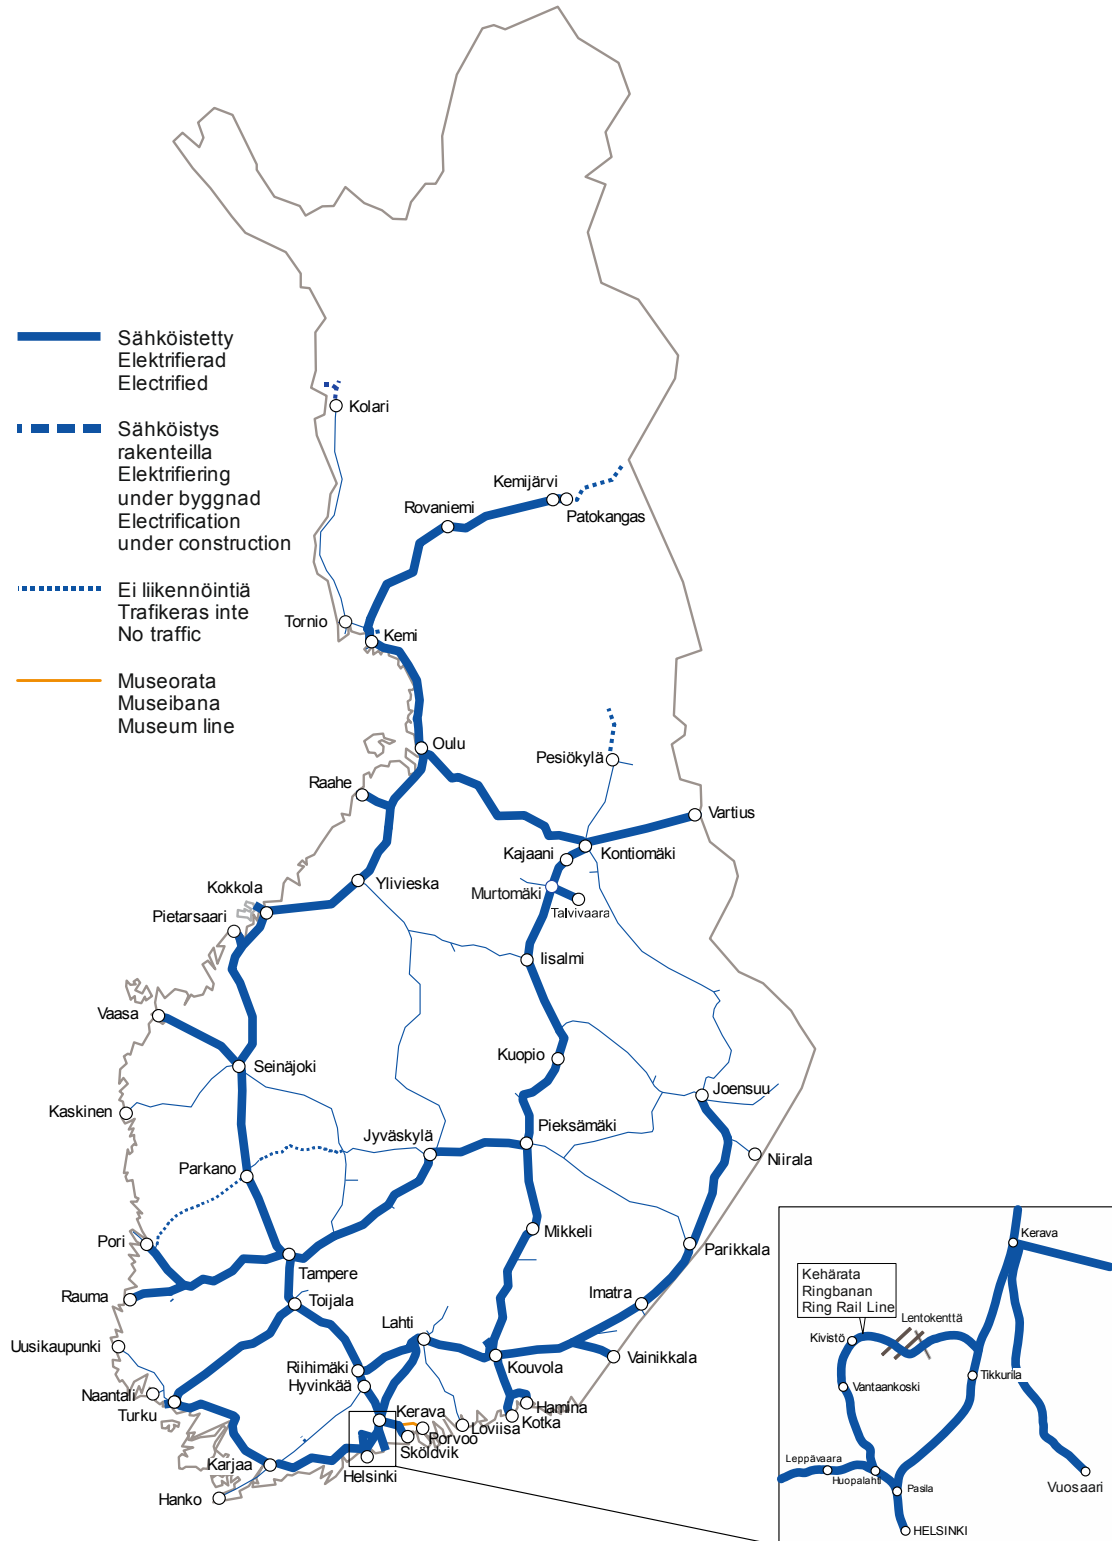 Sähköistetty
Elektrifierad
Electrified
Sähköistys
rakenteilla
Elektrifiering
under byggnad
Electrification
under construction
Ei liikennöintiä
Trafikeras inte
No traffic
Museorata
Museibana
Museum line
Kolari
Kemijärvi
Rovaniemi
Patokangas
Tornio
Kemi
Oulu
Pesiökylä
Raahe
Vartius
Kajaani
Kontiomäki
Ylivieska
Murtomäki
Kokkola
Talvivaara
Pietarsaari
Iisalmi
Vaasa
Kuopio
Seinäjoki
Joensuu
Kaskinen
Jyväskylä
Pieksämäki
Niirala
Parkano
Mikkeli
Pori
Parikkala
Tampere
Rauma
Imatra
Toijala
Lahti
Uusikaupunki
Vainikkala
Kouvola
Riihimäki
Hyvinkää
Naantali
Turku
Hamina
Kerava
Kotka
Loviisa
Porvoo
Sköldvik
Karjaa
Helsinki
Hanko
Kerava
Kehärata
Ringbanan
Ring Rail Line
Lentokenttä
Kivistö
Tikkurila
Vantaankoski
Leppävaara
Huopalahti
Vuosaari
Pasila
HELSINKI